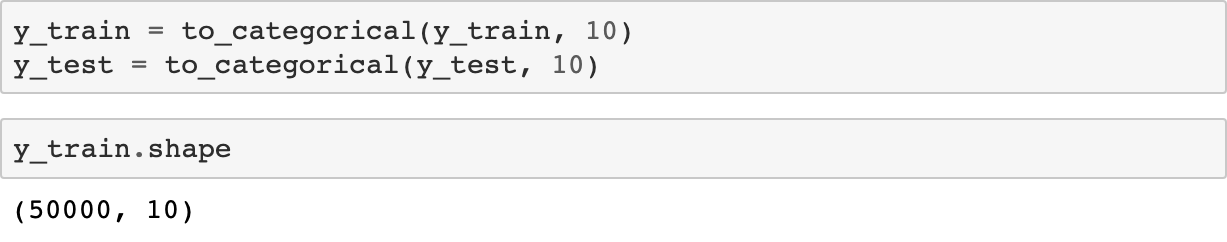 y_train = to_categorical(y_train, 10)
y_test = to_categorical(y_test, 10)
y_train.shape
(50000, 10)